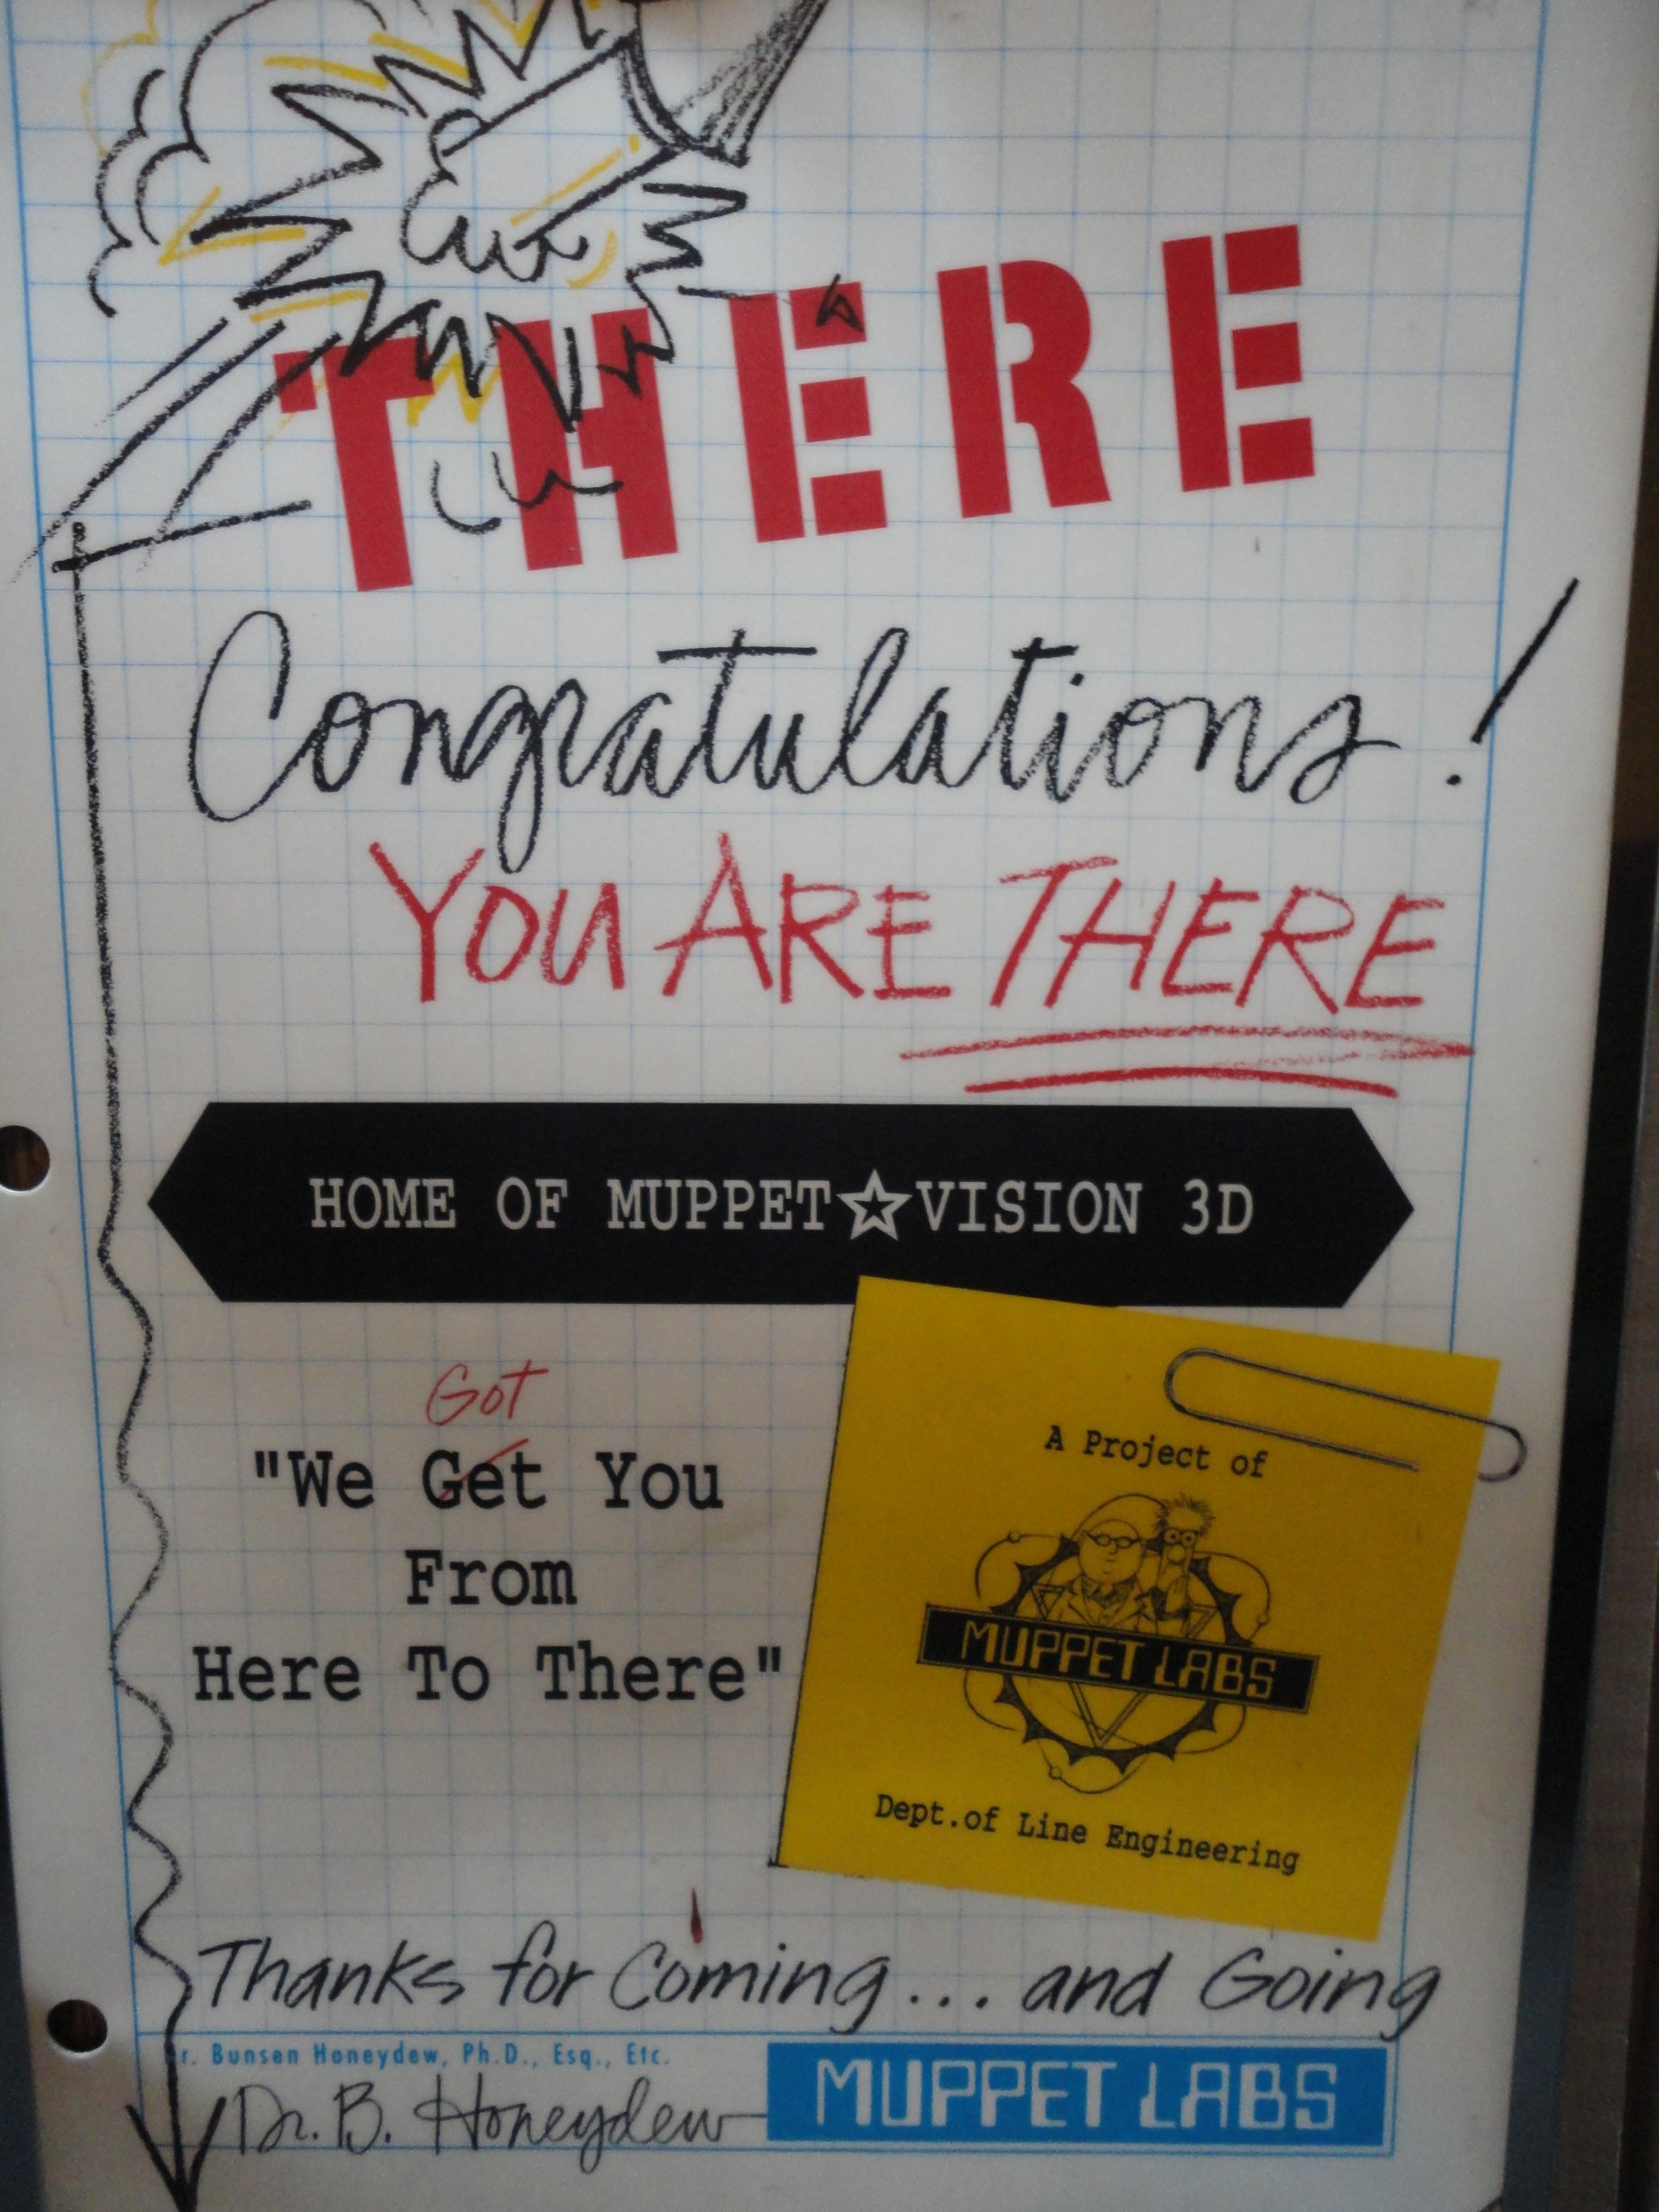 THERE
Congratulations!
YOU ARE THERE
HOME OF MUPPET☆VISION 3D
Got
"We Get You
From
Here To There"
A Project of
MUPPET LABS
Dept.of Line Engineering
Thanks for Coming... and Going
Dr. Bunsen Honeydew, Ph.D., Esq., Etc.
Dr. B. Honeydew
MUPPET LABS